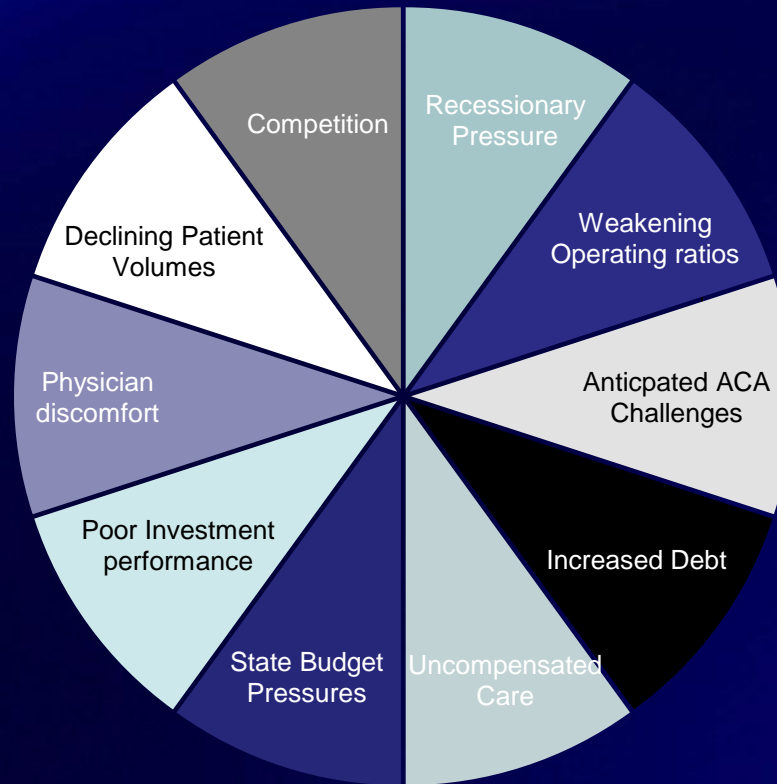 Competition
Recessionary
Pressure
Weakening
Operating ratios
Anticpated ACA
Challenges
Increased Debt
Uncompensated
Care
State Budget
Pressures
Poor Investment
performance
Physician
discomfort
Declining Patient
Volumes